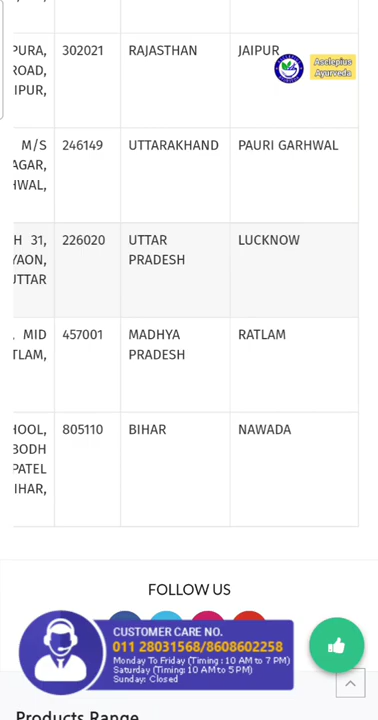 PURA, 302021 RAJASTHAN JAIPUR
ROAD,
IPUR,
Asclepius
Ayurveda
M/S 246149 UTTARAKHAND PAURI GARHWAL
AGAR,
HWAL,
H 31, 226020 UTTAR LUCKNOW
YAON, PRADESH
UTTAR
, MID 457001 MADHYA RATLAM
TLAM, PRADESH
HOOL, 805110 BIHAR NAWADA
BODH
PATEL
IHAR,
FOLLOW US
CUSTOMER CARE NO.
011 28031568/8608602258
Monday To Friday (Timing : 10 AM to 7 PM)
Saturday (Timing: 10 AM to 5 PM)
Sunday: Closed
Products Range